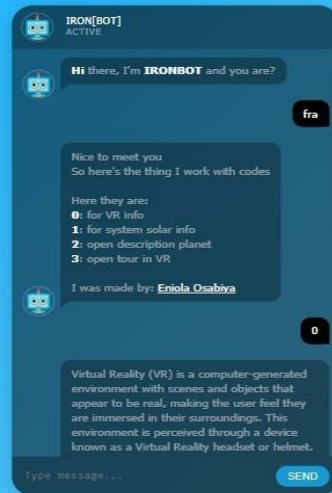 IRON[BOT]
ACTIVE
Hi there, I'm IRONBOT and you are?
fra
Nice to meet you
So here's the thing I work with codes
Here they are:
0: for VR info
1: for system solar info
2: open description planet
3: open tour in VR
I was made by: Eniola Osabiya
0
Virtual Reality (VR) is a computer-generated
environment with scenes and objects that
appear to be real, making the user feel they
are immersed in their surroundings. This
environment is perceived through a device
known as a Virtual Reality headset or helmet.
Type message...
SEND